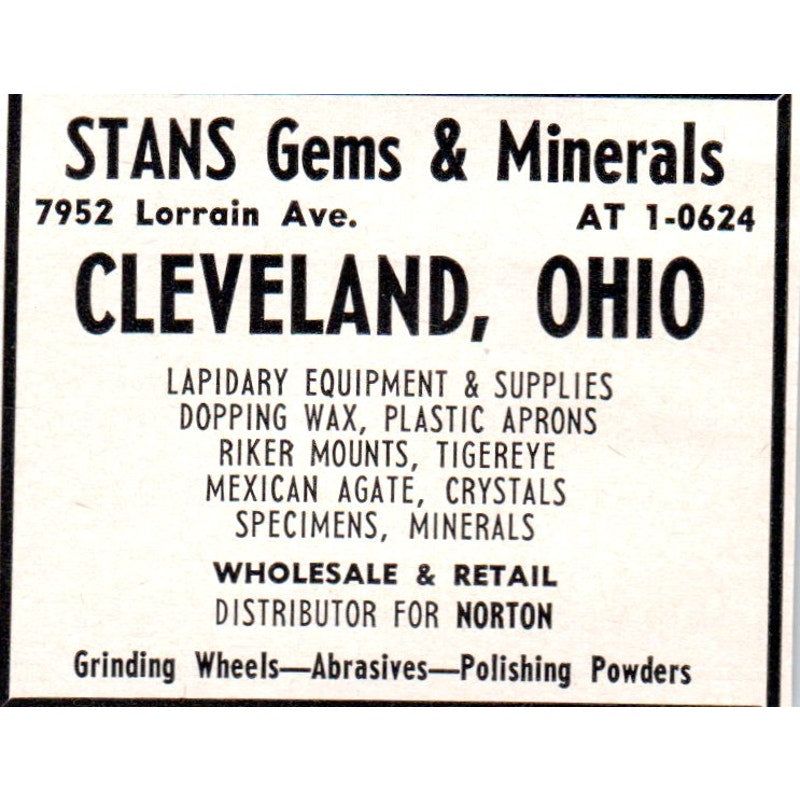 STANS Gems & Minerals
7952 Lorrain Ave. AT 1-0624
CLEVELAND, OHIO
LAPIDARY EQUIPMENT & SUPPLIES
DOPPING WAX, PLASTIC APRONS
RIKER MOUNTS, TIGEREYE
MEXICAN AGATE, CRYSTALS
SPECIMENS, MINERALS
WHOLESALE & RETAIL
DISTRIBUTOR FOR NORTON
Grinding Wheels—Abrasives—Polishing Powders